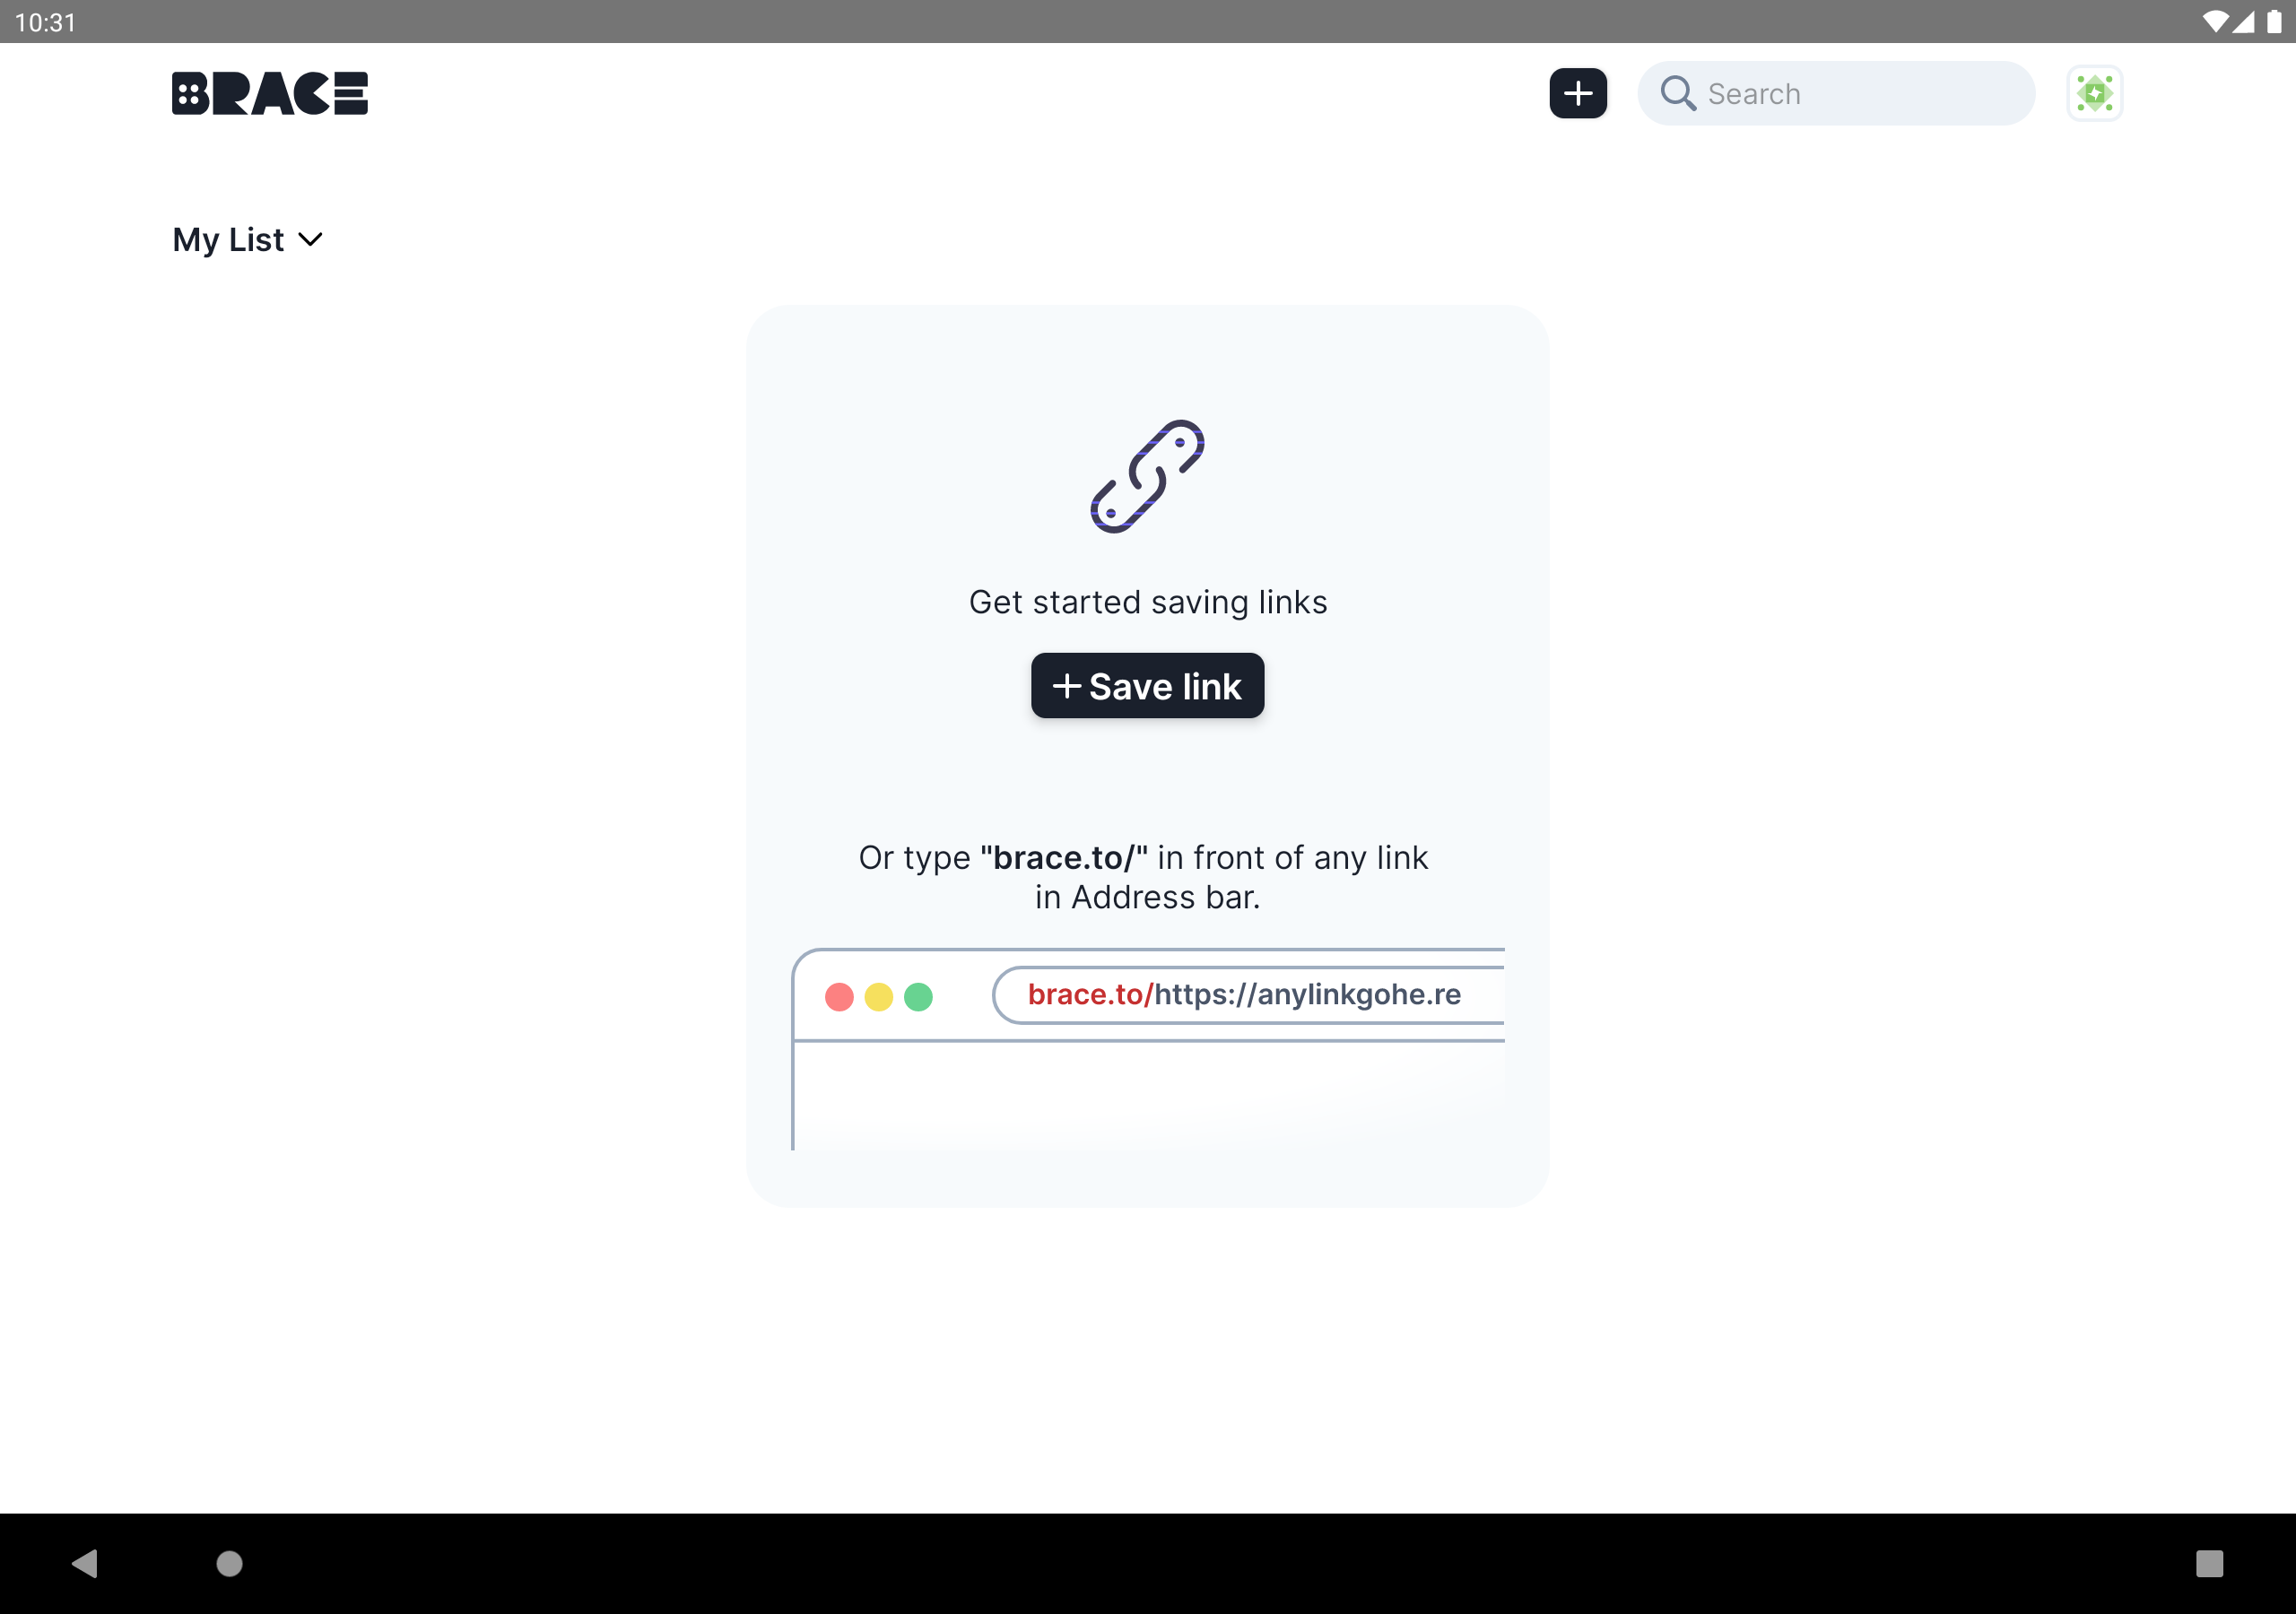 10:31
BRACE
Search
My List
Get started saving links
Save link
Or type "brace.to/" in front of any link
in Address bar.
brace.to/https://anylinkgohe.re